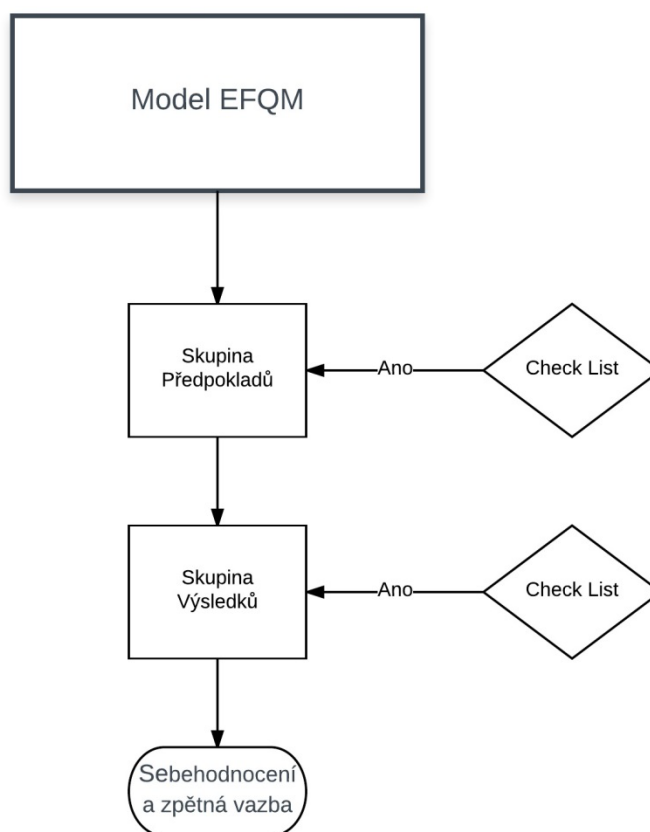 Model EFQM
Skupina
Předpokladů
Ano
Check List
Skupina
Výsledků
Ano
Check List
Sebehodnocení
a zpětná vazba